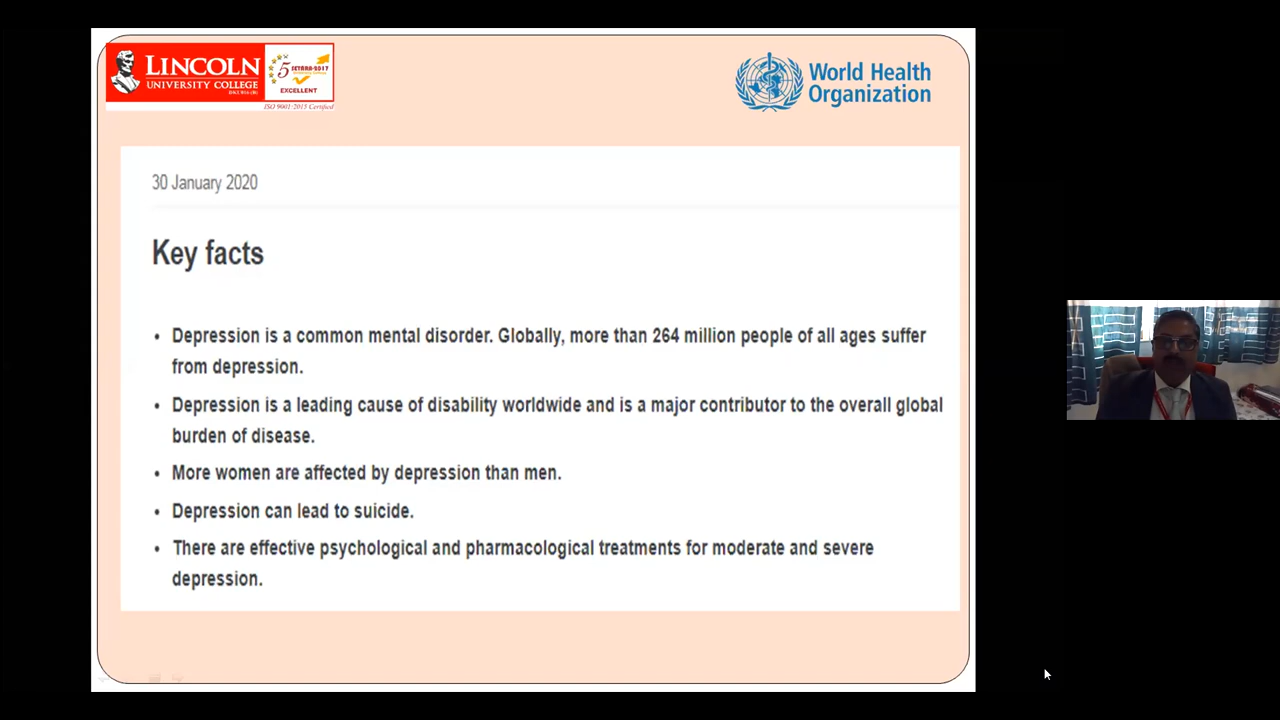 LINCOLN
UNIVERSITY COLLEGE
5
SETARA-2017
EXCELLENT
ISO 9001:2015 Certified
World Health
Organization
30 January 2020
Key facts
• Depression is a common mental disorder. Globally, more than 264 million people of all ages suffer
from depression.
• Depression is a leading cause of disability worldwide and is a major contributor to the overall global
burden of disease.
• More women are affected by depression than men.
• Depression can lead to suicide.
• There are effective psychological and pharmacological treatments for moderate and severe
depression.